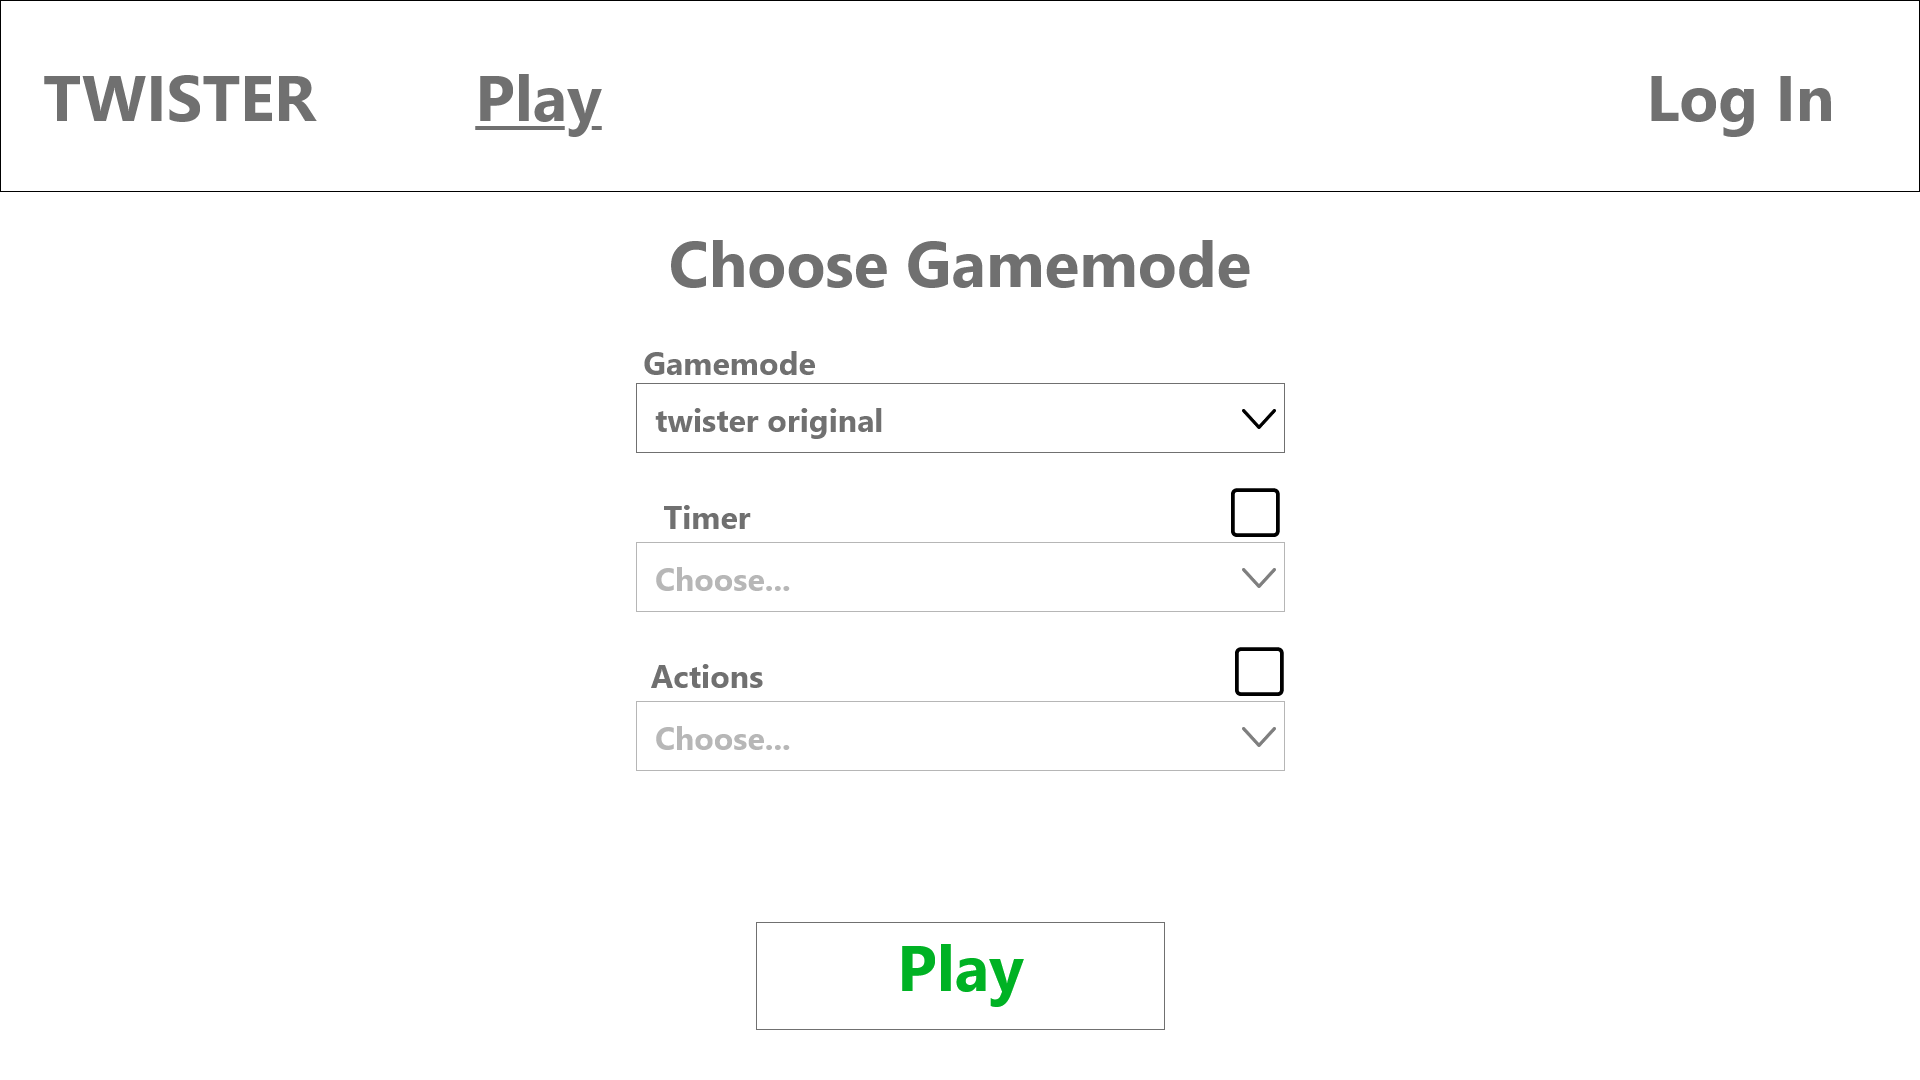 TWISTER Play Log In
Choose Gamemode
Gamemode
twister original
Timer
Choose...
Actions
Choose...
Play